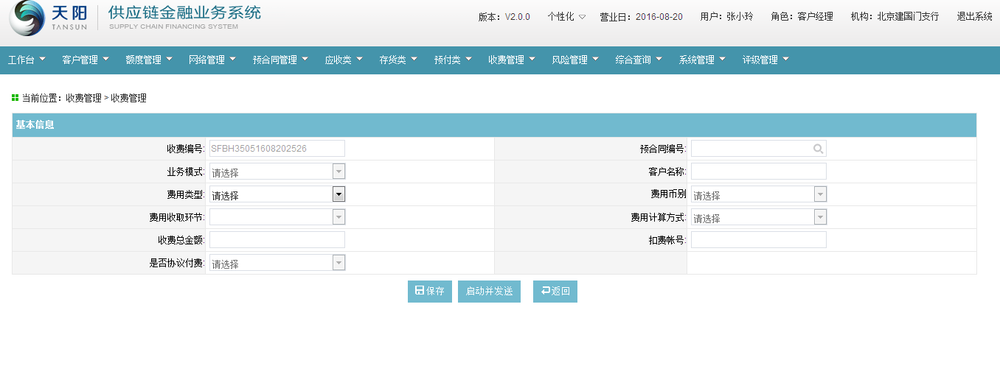 天阳
TANSUN
供应链金融业务系统
SUPPLY CHAIN FINANCING SYSTEM
版本：V2.0.0 个性化 营业日：2016-08-20 用户：张小玲 角色：客户经理 机构：北京建国门支行 退出系统
工作台 客户管理 额度管理 网络管理 预合同管理 应收类 存货类 预付类 收费管理 风险管理 综合查询 系统管理 评级管理
当前位置：收费管理 > 收费管理
基本信息
收费编号: SFBH35051608202526 预合同编号:
业务模式: 请选择 客户名称:
费用类型: 请选择 费用币别 请选择
费用收取环节: 费用计算方式: 请选择
收费总金额: 扣费帐号:
是否协议付费: 请选择
保存 启动并发送 返回